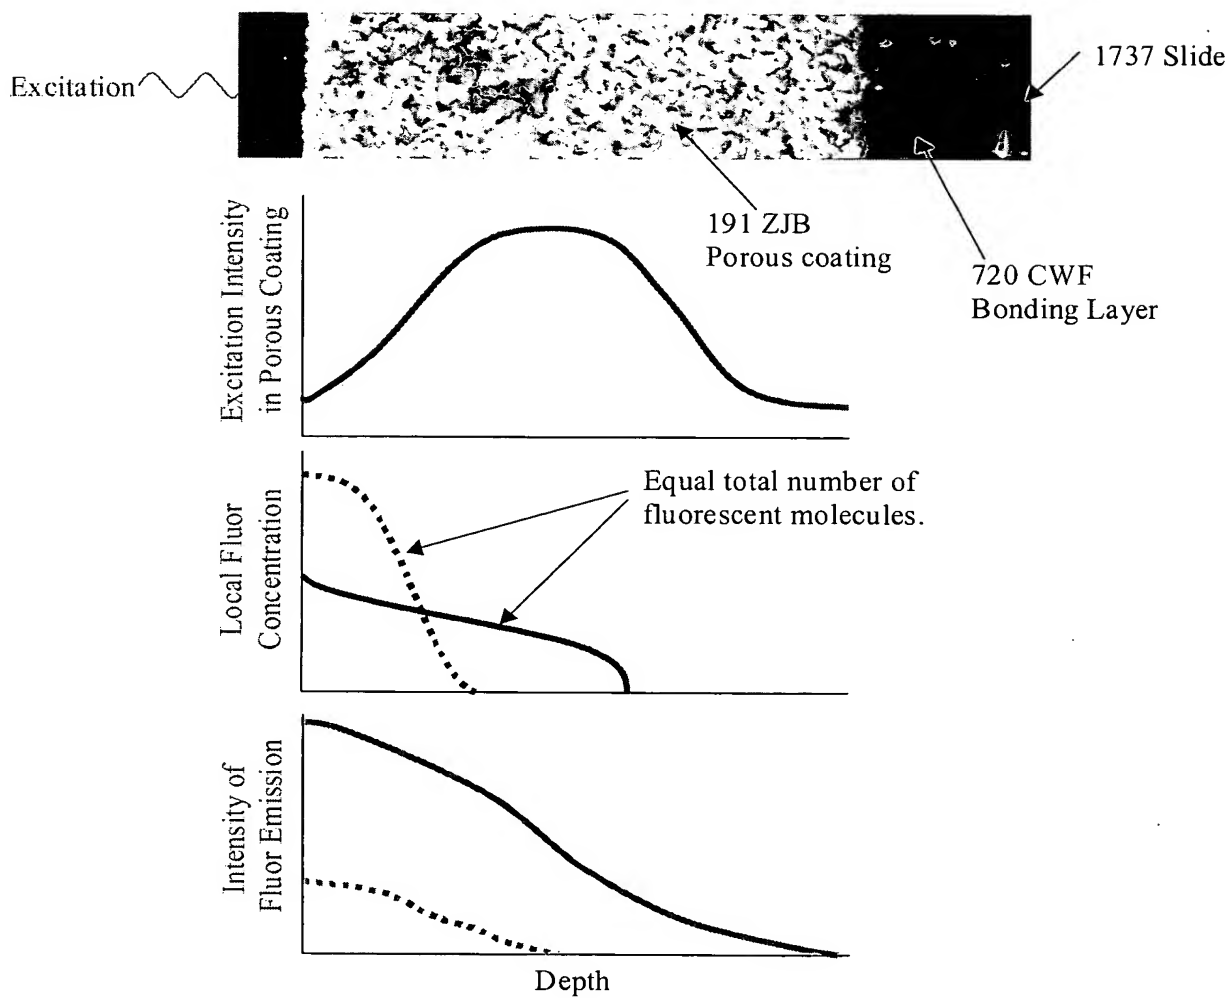 Excitation
1737 Slide
191 ZJB
Porous coating
720 CWF
Bonding Layer
Excitation Intensity
in Porous Coating
Equal total number of
fluorescent molecules.
Local Fluor
Concentration
Intensity of
Fluor Emission
Depth